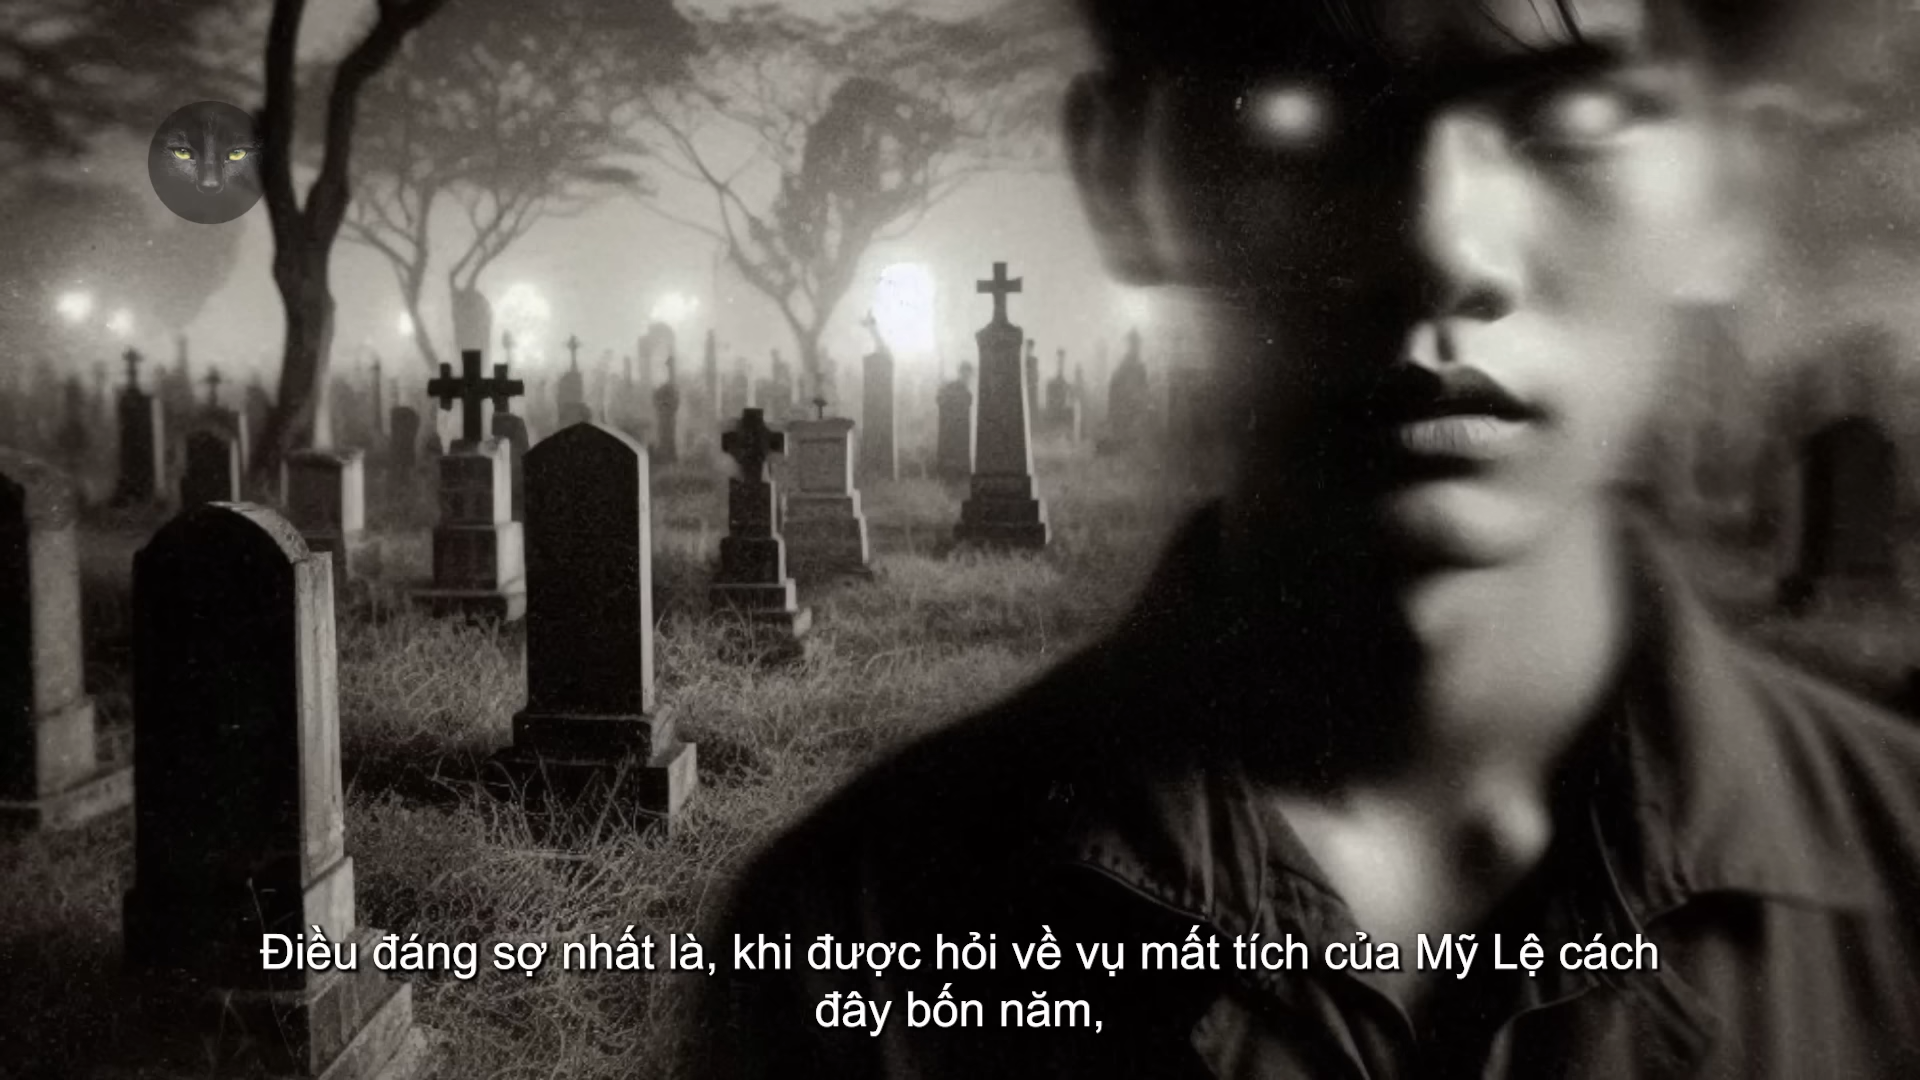 Điều đáng sợ nhất là, khi được hỏi về vụ mất tích của Mỹ Lệ cách
đây bốn năm,